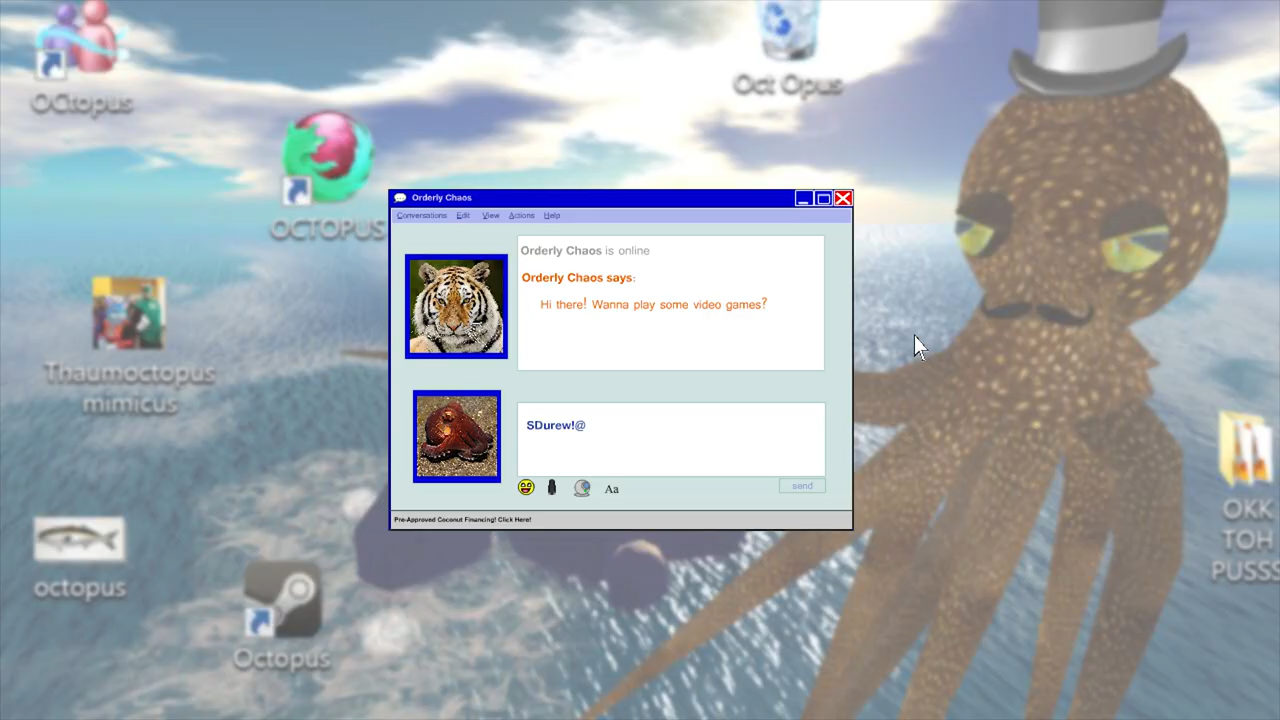 OCtopus
Oct Opus
OCTOPUS
Orderly Chaos
Conversations Edit View Actions Help
Orderly Chaos is online
Orderly Chaos says:
Hi there! Wanna play some video games?
Thaumoctopus
mimicus
SDurew!@
Aa
send
Pre-Approved Coconut Financing! Click Here!
OKK
TOH
PUSSS
octopus
Octopus